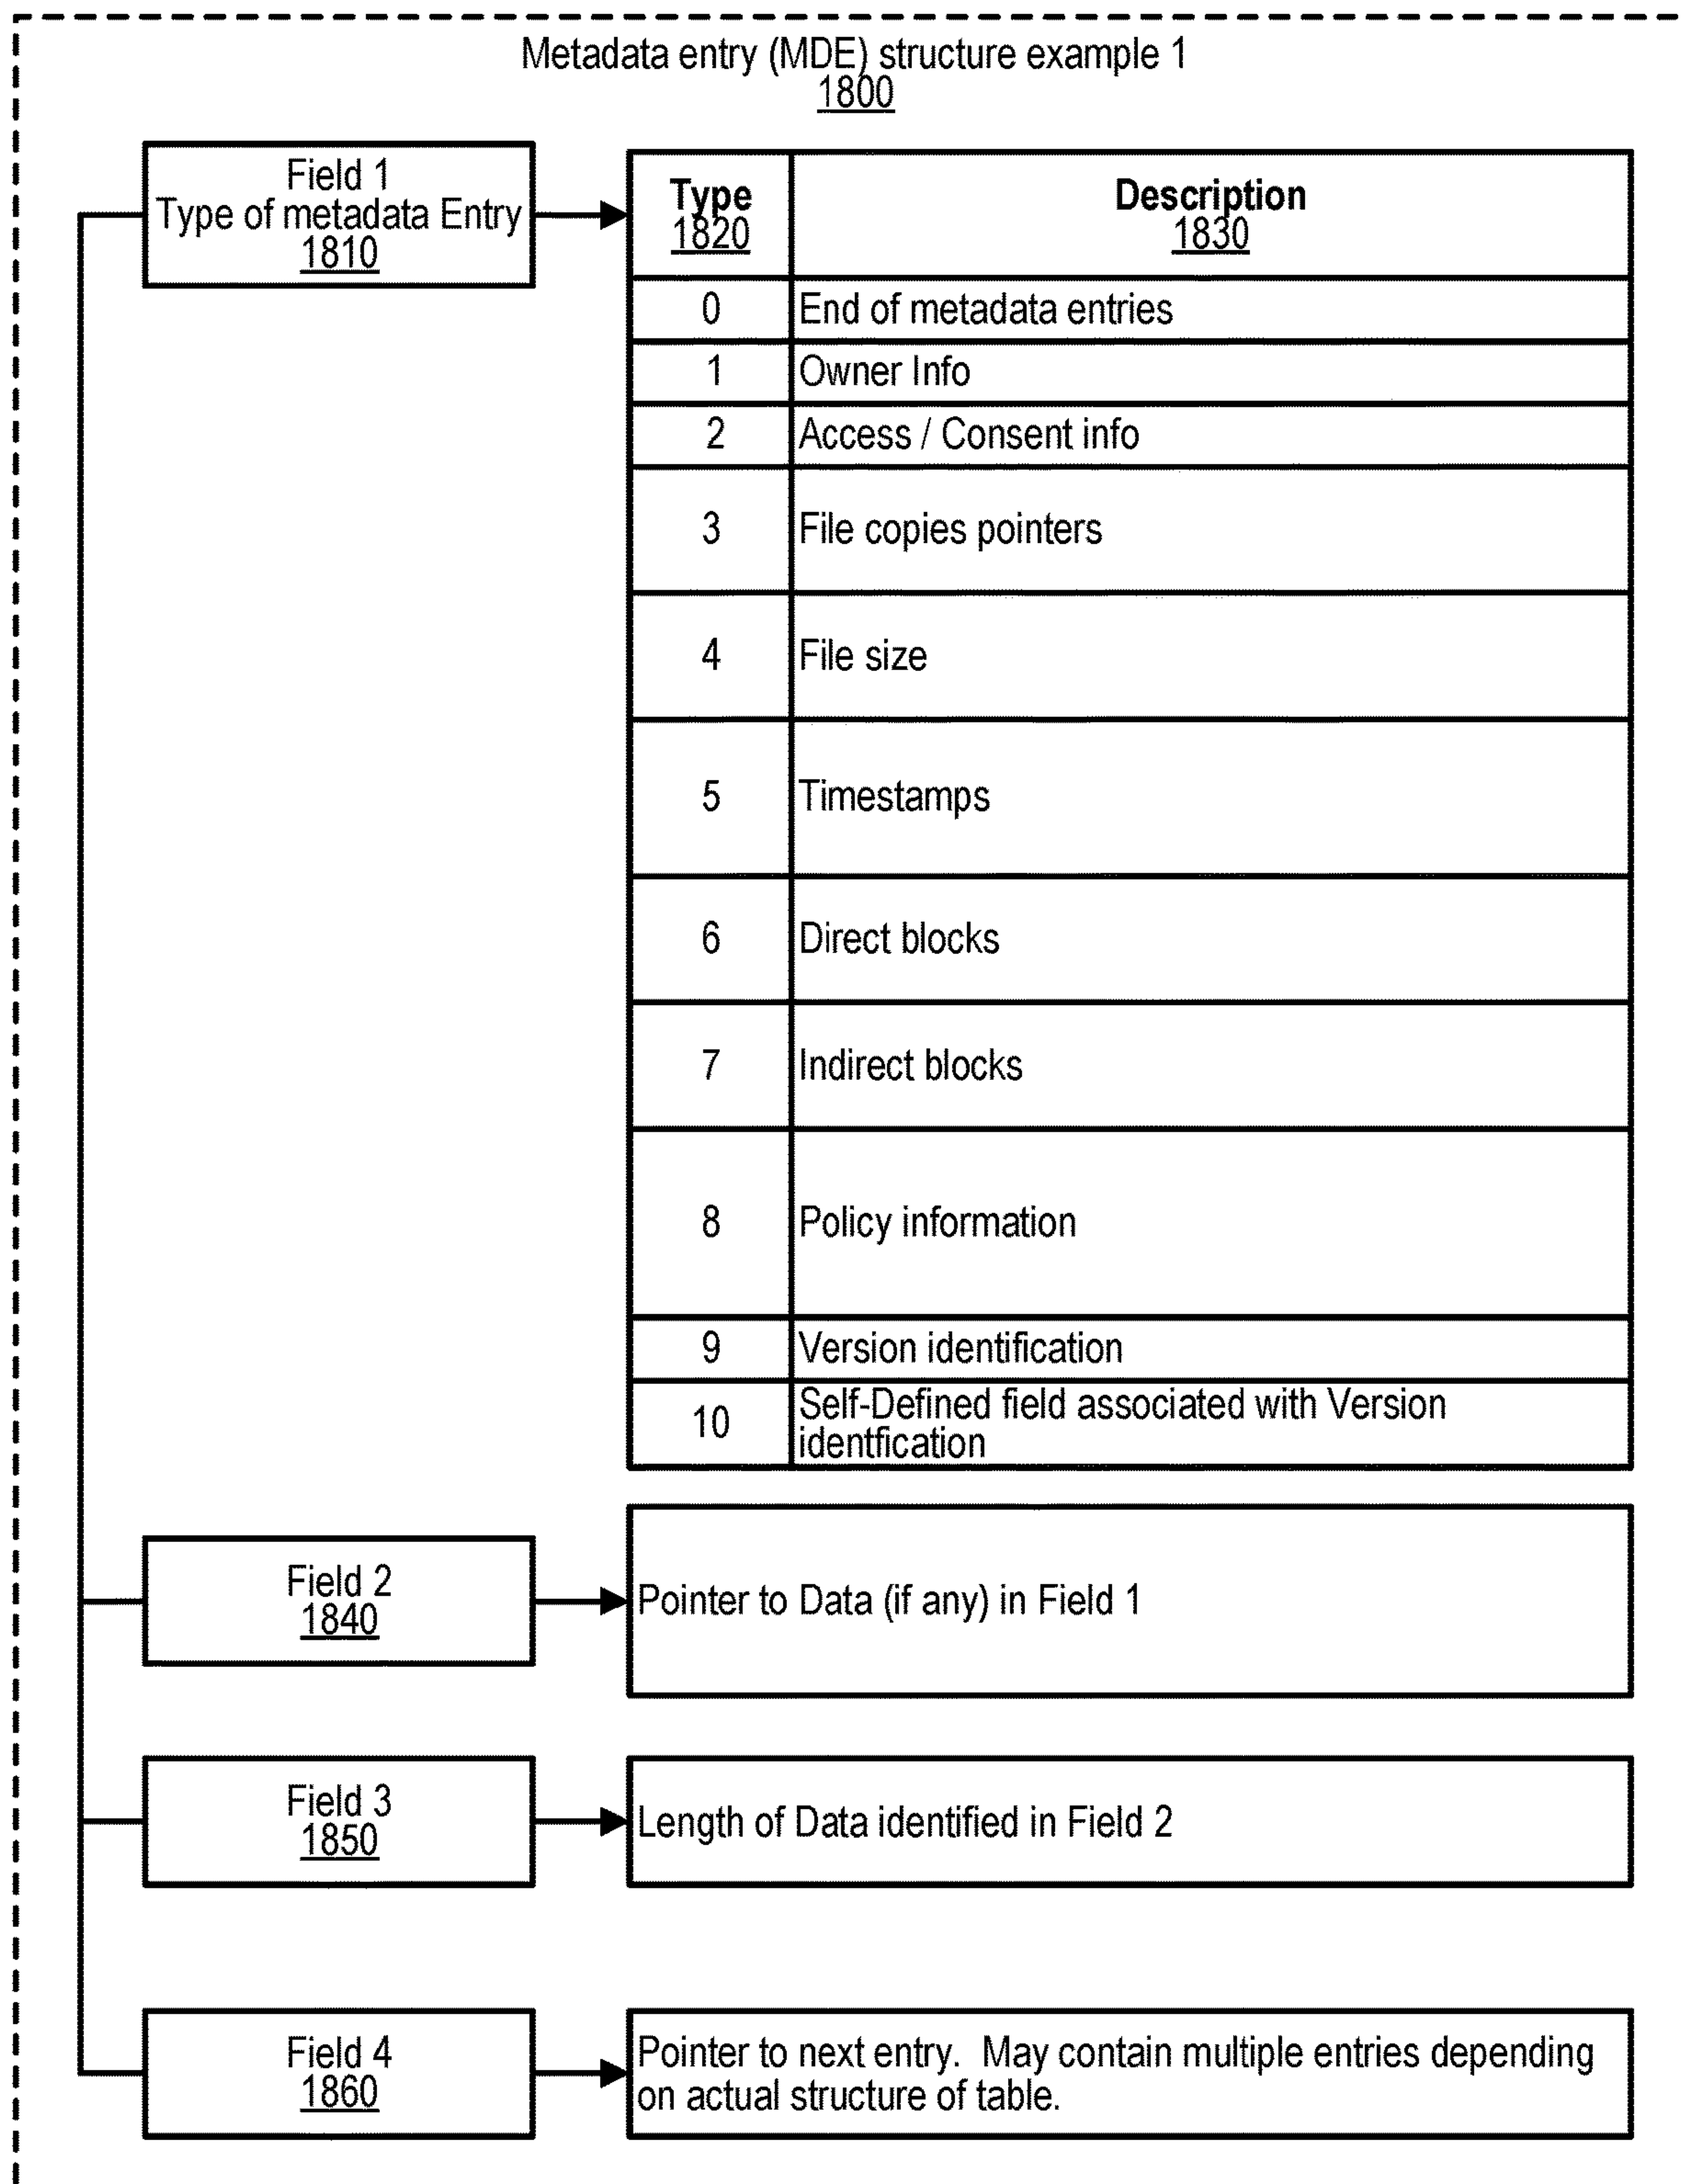 Metadata entry (MDE) structure example 1
1800
Field 1
Type of metadata Entry
1810
Type
1820
Description
1830
0 End of metadata entries
1 Owner Info
2 Access / Consent info
3 File copies pointers
4 File size
5 Timestamps
6 Direct blocks
7 Indirect blocks
8 Policy information
9 Version identification
10 Self-Defined field associated with Version
identfication
Field 2
1840
Pointer to Data (if any) in Field 1
Field 3
1850
Length of Data identified in Field 2
Field 4
1860
Pointer to next entry.  May contain multiple entries depending
on actual structure of table.